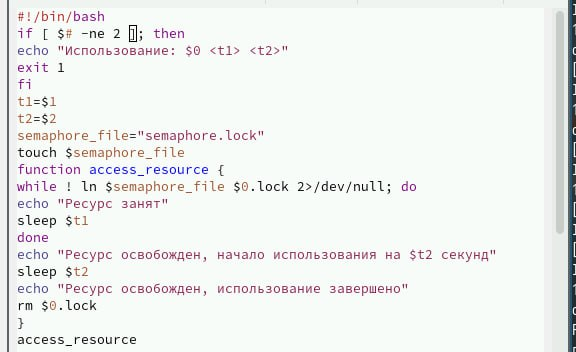 #!/bin/bash
if [ $# -ne 2 ]; then
echo "Использование: $0 <t1> <t2>"
exit 1
fi
t1=$1
t2=$2
semaphore_file="semaphore.lock"
touch $semaphore_file
function access_resource {
while ! ln $semaphore_file $0.lock 2>/dev/null; do
echo "Ресурс занят"
sleep $t1
done
echo "Ресурс освобожден, начало использования на $t2 секунд"
sleep $t2
echo "Ресурс освобожден, использование завершено"
rm $0.lock
}
access_resource